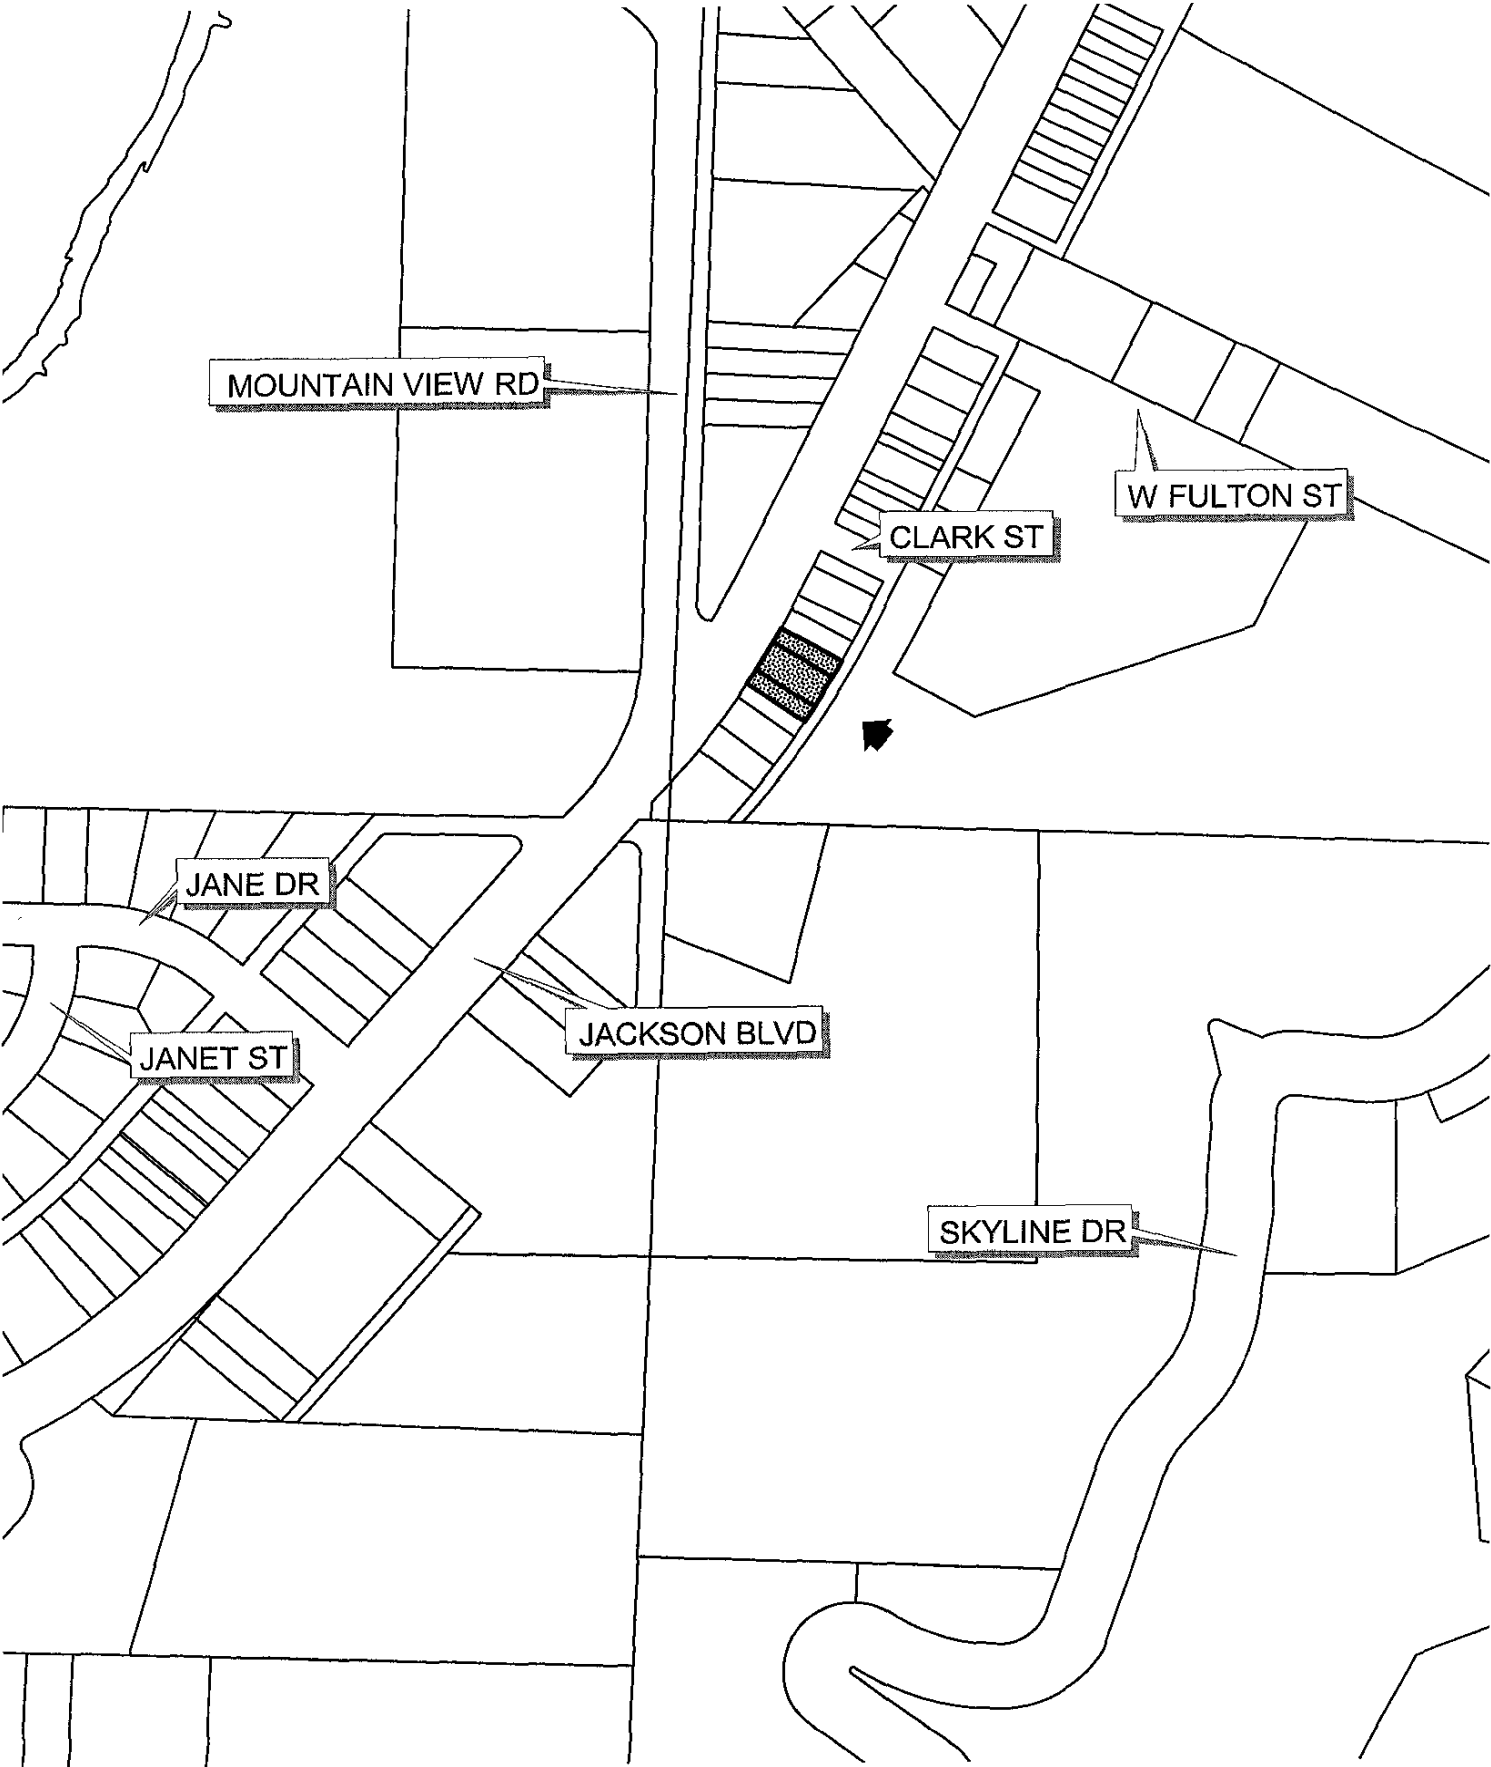 MOUNTAIN VIEW RD
W FULTON ST
CLARK ST
JANE DR
JACKSON BLVD
JANET ST
SKYLINE DR